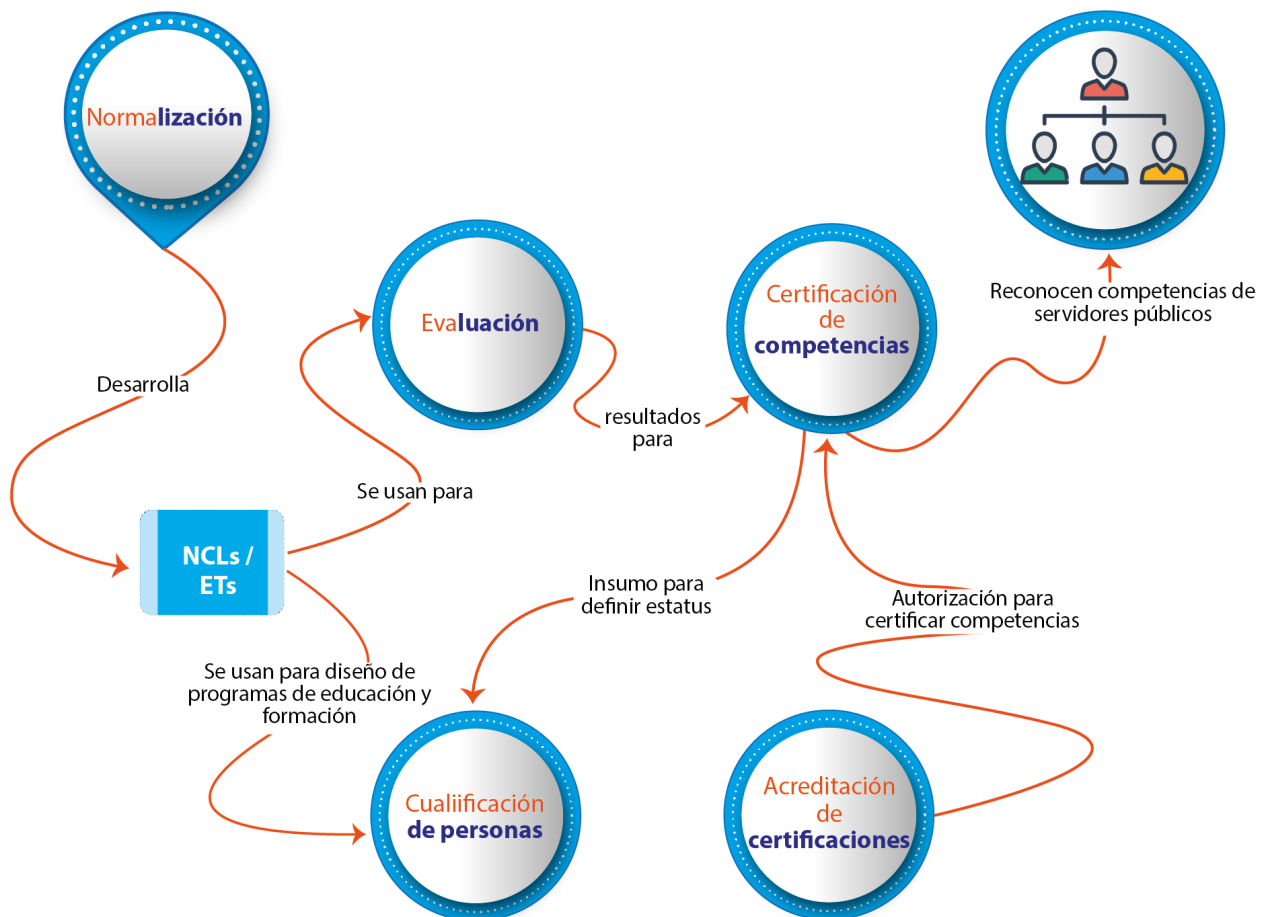 Normalización
Desarrolla
NCLs /
ETs
Se usan para
Evaluación
resultados
para
Certificación
de
competencias
Reconocen competencias de
servidores públicos
Insumo para
definir estatus
Autorización para
certificar competencias
Se usan para diseño de
programas de educación y
formación
Cualiificación
de personas
Acreditación
de
certificaciones